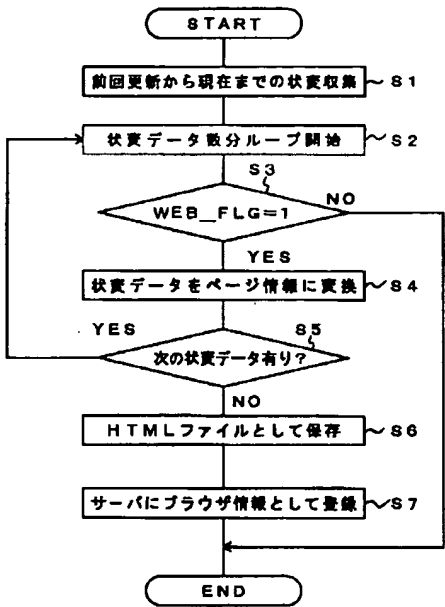 START
前回更新から現在までの状変収集 S1
状変データ数分ループ開始 S2
S3
WEB_FLG=1
NO
YES
状変データをページ情報に変換 S4
YES
S5
次の状変データ有り?
NO
HTMLファイルとして保存 S6
サーバにブラウザ情報として登録 S7
END